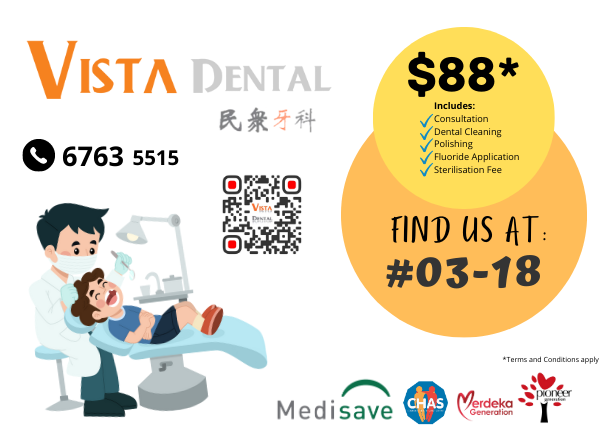 VISTA DENTAL
民衆牙科
6763 5515
VISTA
DENTAL
$88*
Includes:
Consultation
Dental Cleaning
Polishing
Fluoride Application
Sterilisation Fee
FIND US AT:
#03-18
*Terms and Conditions apply
Medisave
CHAS
Merdeka
Generation
pioneer
generation